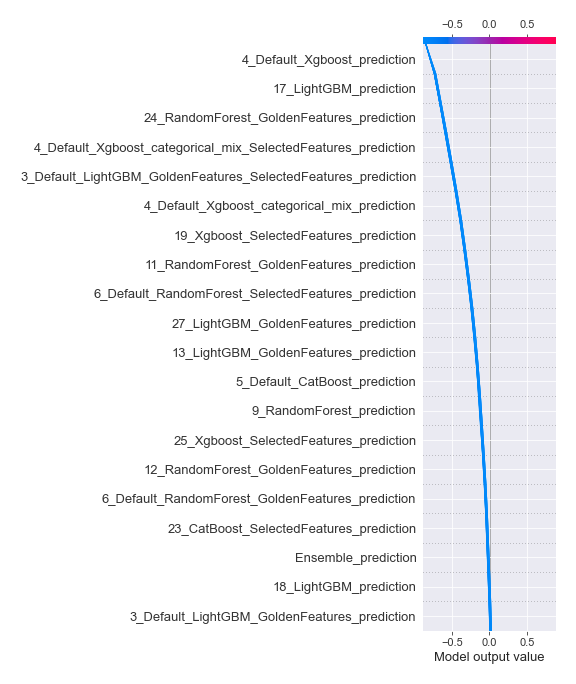 −0.5 0.0 0.5
4_Default_Xgboost_prediction
17_LightGBM_prediction
24_RandomForest_GoldenFeatures_prediction
4_Default_Xgboost_categorical_mix_SelectedFeatures_prediction
3_Default_LightGBM_GoldenFeatures_SelectedFeatures_prediction
4_Default_Xgboost_categorical_mix_prediction
19_Xgboost_SelectedFeatures_prediction
11_RandomForest_GoldenFeatures_prediction
6_Default_RandomForest_SelectedFeatures_prediction
27_LightGBM_GoldenFeatures_prediction
13_LightGBM_GoldenFeatures_prediction
5_Default_CatBoost_prediction
9_RandomForest_prediction
25_Xgboost_SelectedFeatures_prediction
12_RandomForest_GoldenFeatures_prediction
6_Default_RandomForest_GoldenFeatures_prediction
23_CatBoost_SelectedFeatures_prediction
Ensemble_prediction
18_LightGBM_prediction
3_Default_LightGBM_GoldenFeatures_prediction
−0.5 0.0 0.5
Model output value